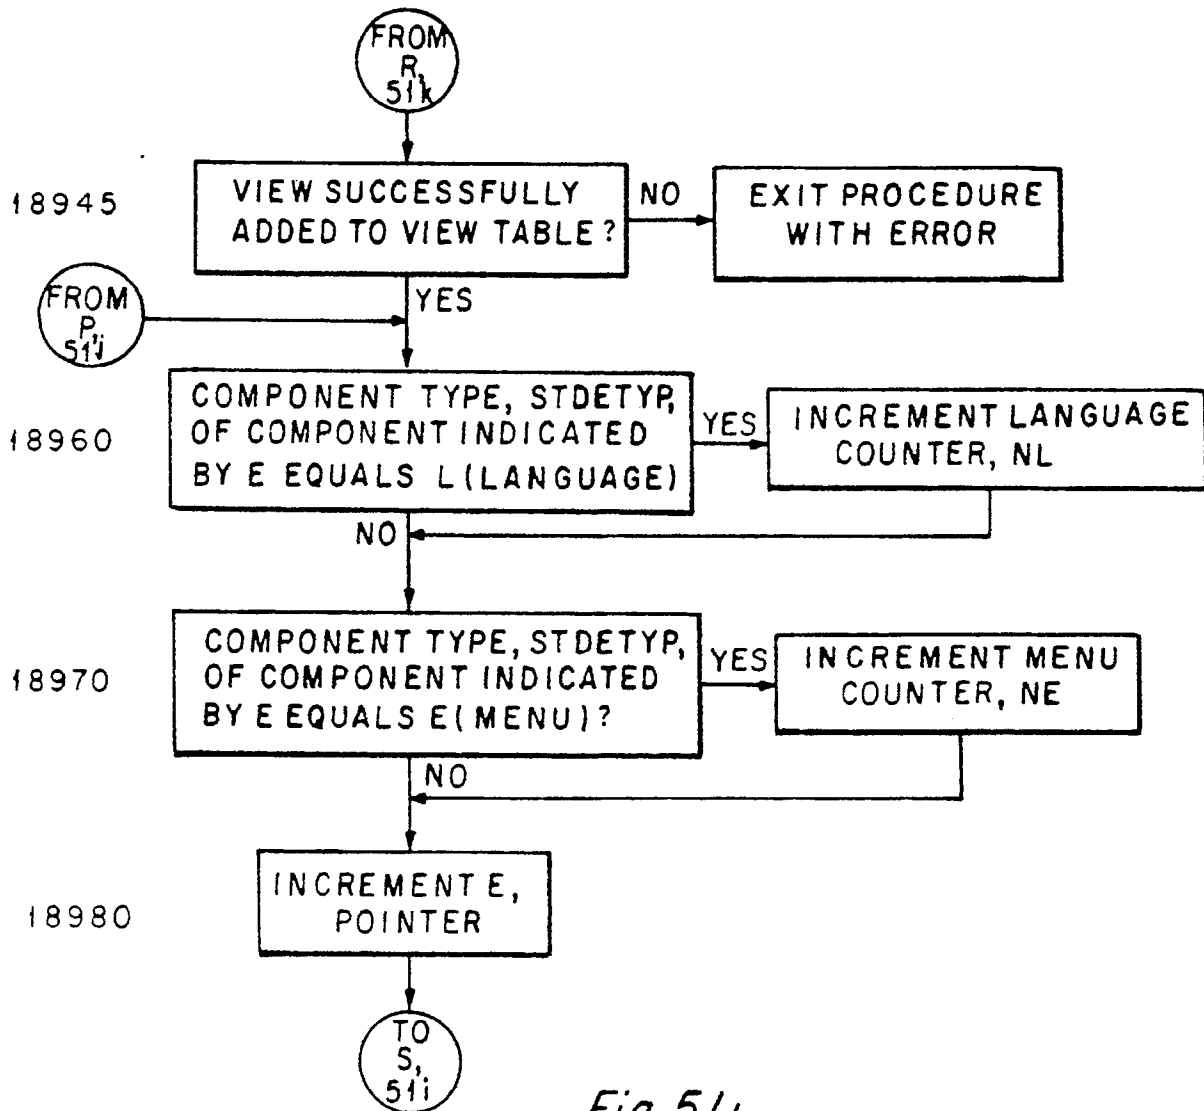 FROM
R,
51k
18945
VIEW SUCCESSFULLY
ADDED TO VIEW TABLE?
NO
EXIT PROCEDURE
WITH ERROR
YES
FROM
P,
51j
18960
COMPONENT TYPE, STDETYP,
OF COMPONENT INDICATED
BY E EQUALS L(LANGUAGE)
YES
INCREMENT LANGUAGE
COUNTER, NL
NO
18970
COMPONENT TYPE, STDETYP,
OF COMPONENT INDICATED
BY E EQUALS E(MENU)?
YES
INCREMENT MENU
COUNTER, NE
NO
18980
INCREMENT E,
POINTER
TO
S,
51i